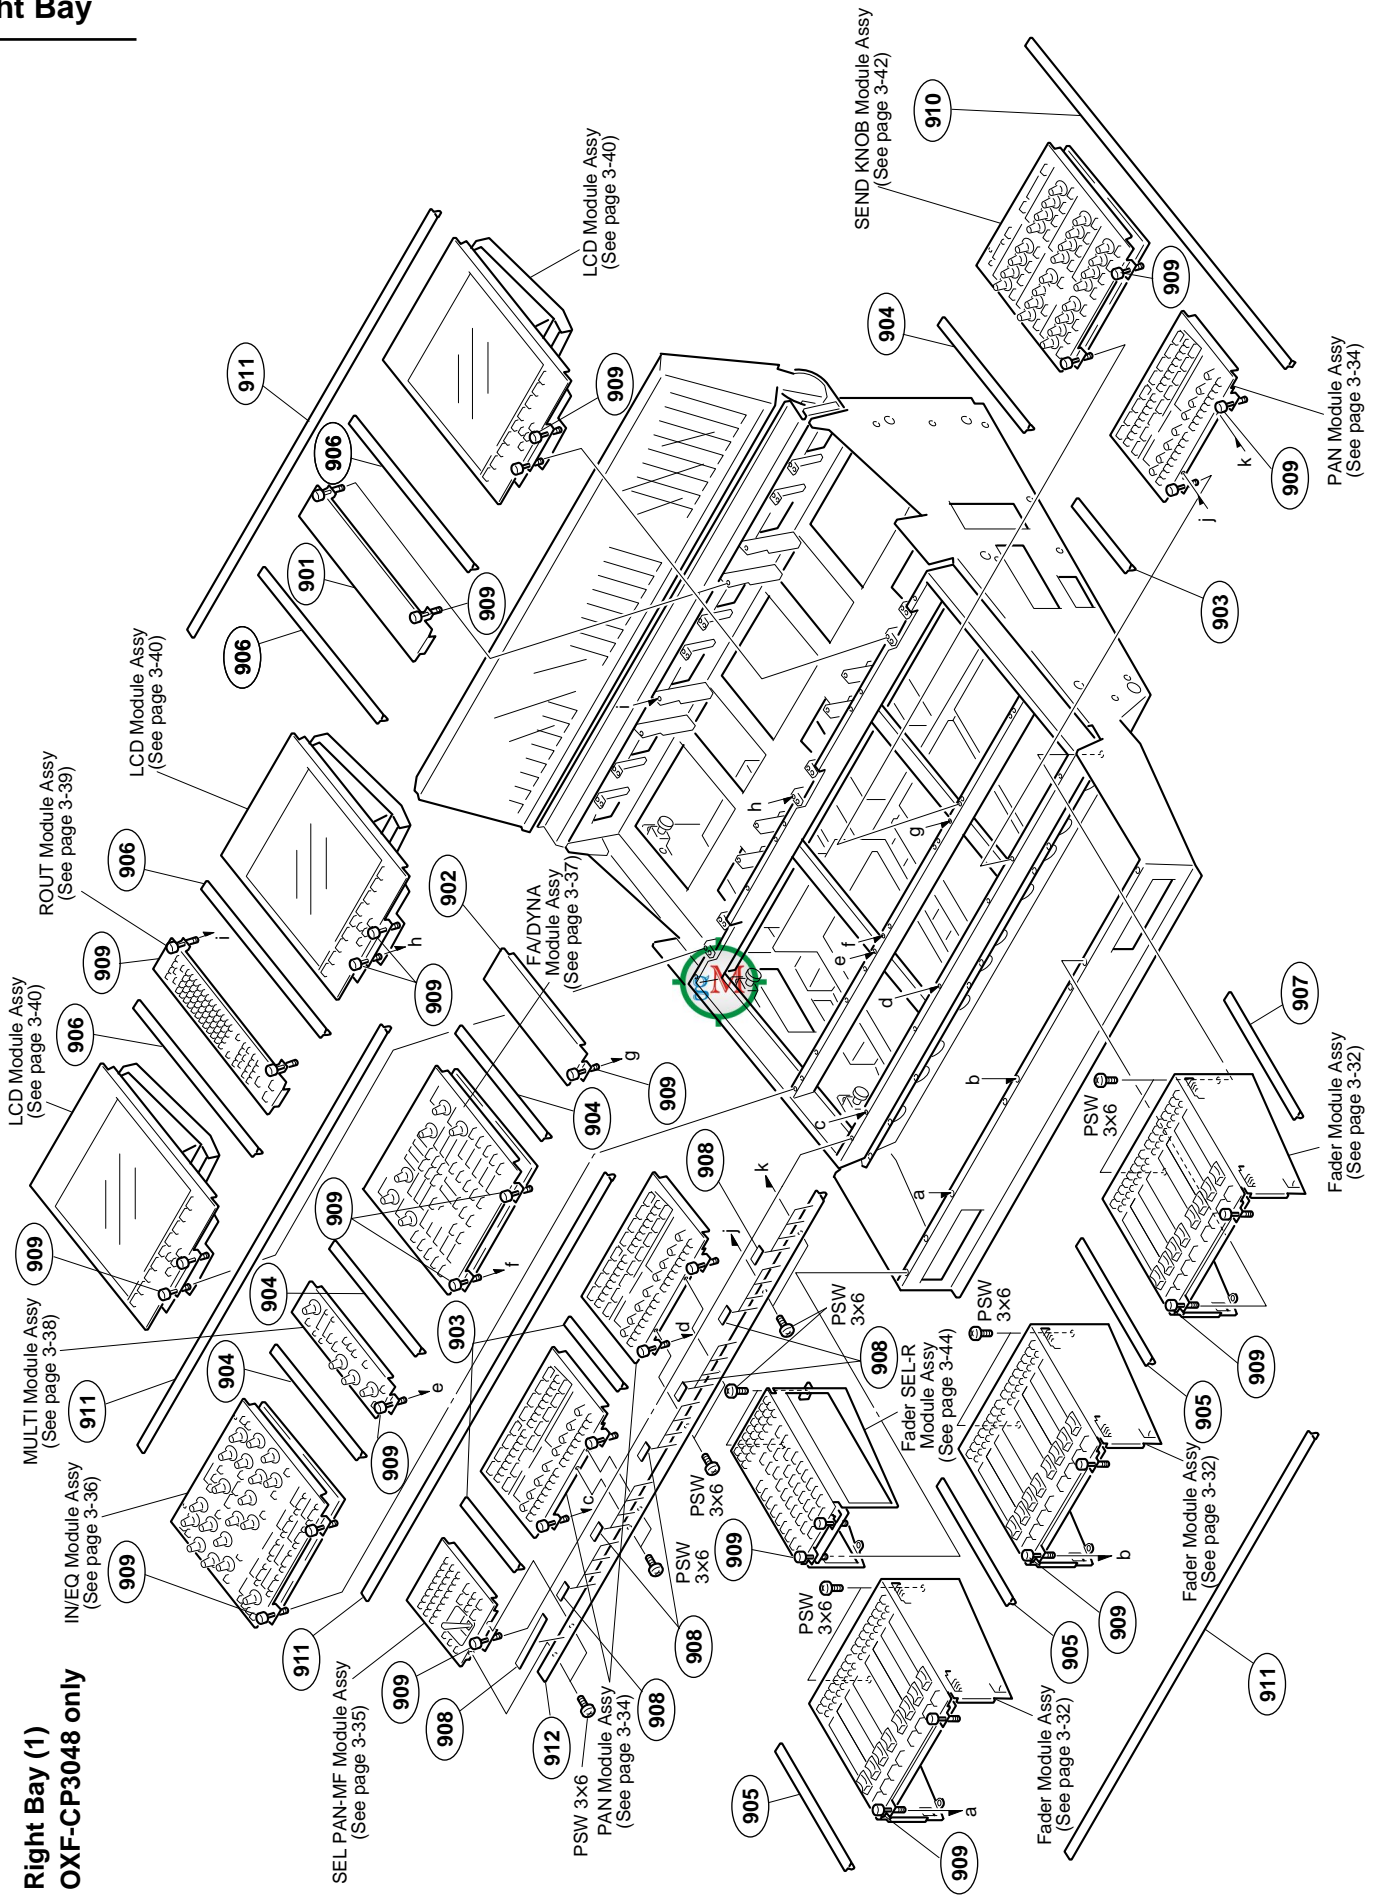 ht Bay
Right Bay (1)
OXF-CP3048 only
LCD Module Assy
(See page 3-40)
909
906
909
ROUT Module Assy
(See page 3-39)
i
906
LCD Module Assy
(See page 3-40)
h
909
906
901
909
906
911
LCD Module Assy
(See page 3-40)
909
MULTI Module Assy
(See page 3-38)
911
904
904
909
e
909
f
FA/DYNA
Module Assy
(See page 3-37)
902
904
g
909
IN/EQ Module Assy
(See page 3-36)
909
911
903
SEL PAN-MF Module Assy
(See page 3-35)
909
908
912
PSW 3×6
PAN Module Assy
(See page 3-34)
908
908
c
d
j
k
908
PSW
3×6
908
PSW
3×6
PSW
3×6
Fader SEL-R
Module Assy
(See page 3-44)
909
905
PSW
3×6
909
a
Fader Module Assy
(See page 3-32)
905
PSW
3×6
909
b
Fader Module Assy
(See page 3-32)
905
911
PSW
3×6
909
907
Fader Module Assy
(See page 3-32)
a
b
c
d
e
f
g
h
i
gM
SEND KNOB Module Assy
(See page 3-42)
910
904
909
PAN Module Assy
(See page 3-34)
909
k
j
903